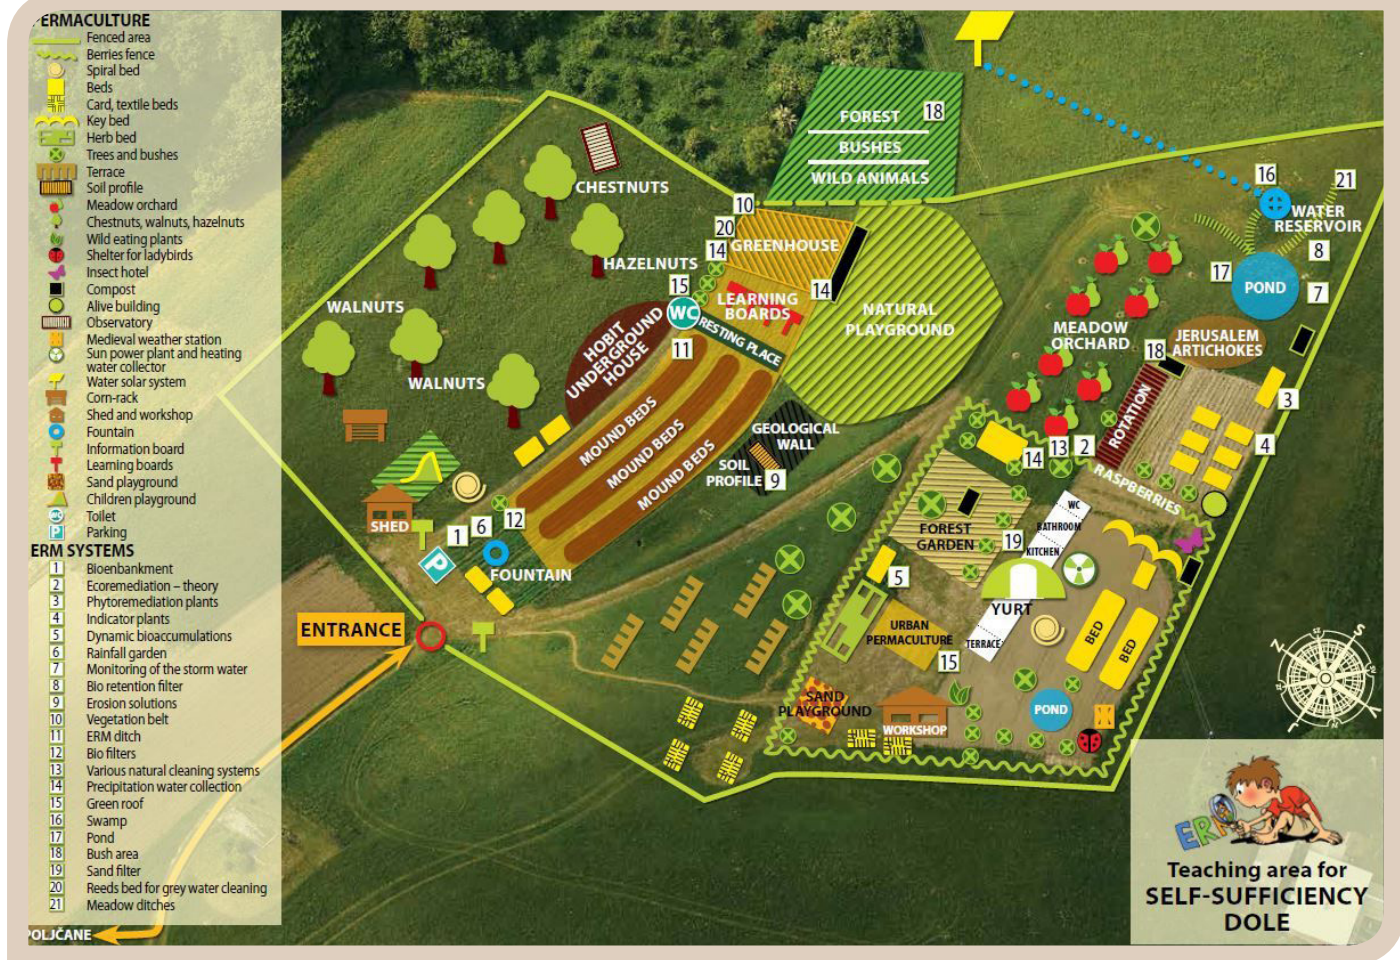 PERMACULTURE
Fenced area
Berries fence
Spiral bed
Beds
Card, textile beds
Key bed
Herb bed
Trees and bushes
Terrace
Soil profile
Meadow orchard
Chestnuts, walnuts, hazelnuts
Wild eating plants
Shelter for ladybirds
Insect hotel
Compost
Alive building
Observatory
Medieval weather station
Sun power plant and heating
water collector
Water solar system
Corn-rack
Shed and workshop
Fountain
Information board
Learning boards
Sand playground
Children playground
WC Toilet
P Parking
ERM SYSTEMS
1 Bioenbankment
2 Ecoremediation – theory
3 Phytoremediation plants
4 Indicator plants
5 Dynamic bioaccumulations
6 Rainfall garden
7 Monitoring of the storm water
8 Bio retention filter
9 Erosion solutions
10 Vegetation belt
11 ERM ditch
12 Bio filters
13 Various natural cleaning systems
14 Precipitation water collection
15 Green roof
16 Swamp
17 Pond
18 Bush area
19 Sand filter
20 Reeds bed for grey water cleaning
21 Meadow ditches
POLJČANE
FOREST
18
BUSHES
WILD ANIMALS
CHESTNUTS
HAZELNUTS
WALNUTS
WALNUTS
10
20
14
15
GREENHOUSE
14
LEARNING
BOARDS
WC
RESTING PLACE
11
HOBIT
UNDERGROUND
HOUSE
NATURAL
PLAYGROUND
MOUND BEDS
MOUND BEDS
MOUND BEDS
GEOLOGICAL
WALL
SOIL
PROFILE
9
SHED
1
6
12
P
FOUNTAIN
ENTRANCE
16
21
WATER
RESERVOIR
8
17
POND
7
MEADOW
ORCHARD
JERUSALEM
ARTICHOKES
18
ROTATION
3
4
14
13
2
RASPBERRIES
FOREST
GARDEN
19
WC
BATHROOM
KITCHEN
YURT
TERRACE
5
URBAN
PERMACULTURE
15
BED
BED
SAND
PLAYGROUND
WORKSHOP
POND
N
S
ERM
Teaching area for
SELF-SUFFICIENCY
DOLE